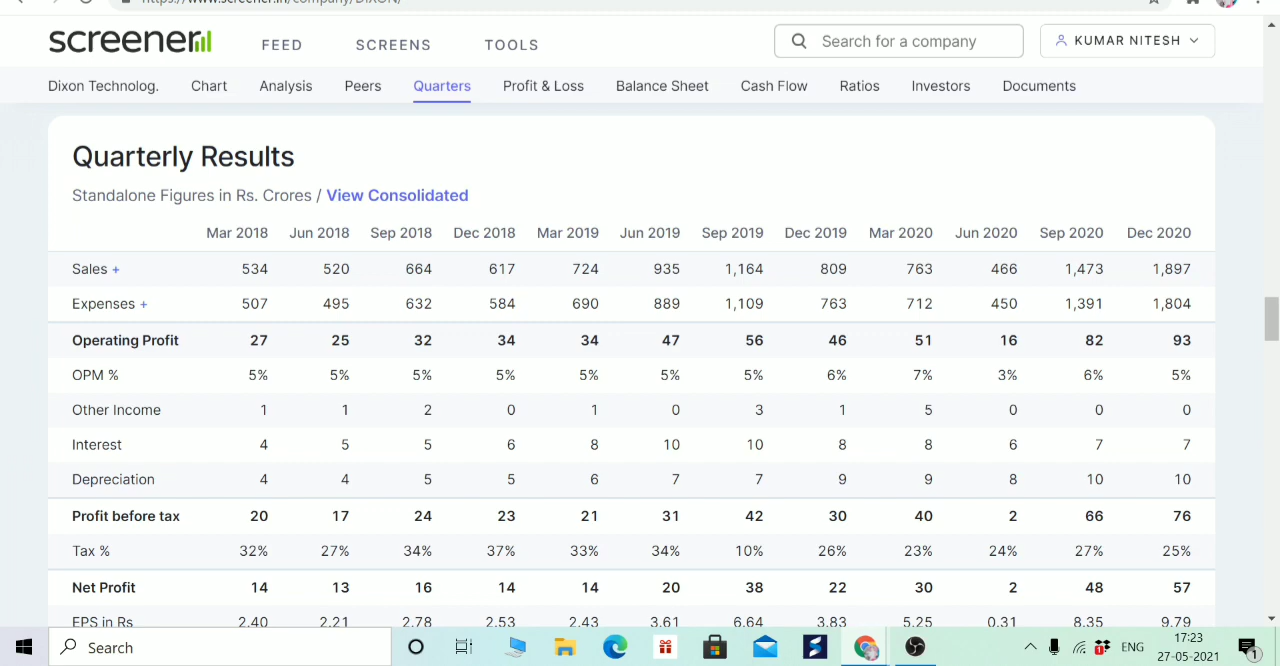 https://www.screener.in/company/DIXON/
screener FEED SCREENS TOOLS Search for a company KUMAR NITESH
Dixon Technolog. Chart Analysis Peers Quarters Profit & Loss Balance Sheet Cash Flow Ratios Investors Documents
Quarterly Results
Standalone Figures in Rs. Crores / View Consolidated
Mar 2018 Jun 2018 Sep 2018 Dec 2018 Mar 2019 Jun 2019 Sep 2019 Dec 2019 Mar 2020 Jun 2020 Sep 2020 Dec 2020
Sales + 534 520 664 617 724 935 1,164 809 763 466 1,473 1,897
Expenses + 507 495 632 584 690 889 1,109 763 712 450 1,391 1,804
Operating Profit 27 25 32 34 34 47 56 46 51 16 82 93
OPM % 5% 5% 5% 5% 5% 5% 5% 6% 7% 3% 6% 5%
Other Income 1 1 2 0 1 0 3 1 5 0 0 0
Interest 4 5 5 6 8 10 10 8 8 6 7 7
Depreciation 4 4 5 5 6 7 7 9 9 8 10 10
Profit before tax 20 17 24 23 21 31 42 30 40 2 66 76
Tax % 32% 27% 34% 37% 33% 34% 10% 26% 23% 24% 27% 25%
Net Profit 14 13 16 14 14 20 38 22 30 2 48 57
EPS in Rs 2.40 2.21 2.78 2.53 2.43 3.61 6.64 3.83 5.25 0.31 8.35 9.79
Search ENG 17:23
27-05-2021 1